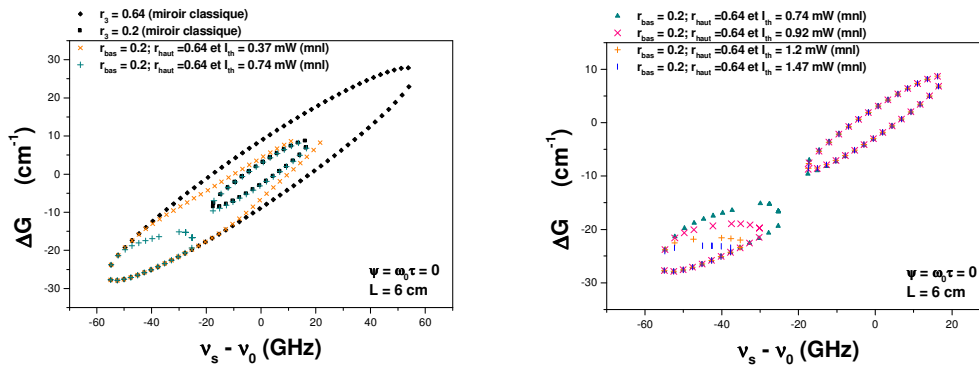 r3 = 0.64 (miroir classique)
r3 = 0.2 (miroir classique)
rbas = 0.2; rhaut =0.64 et Ith = 0.37 mW (mnl)
rbas = 0.2; rhaut =0.64 et Ith = 0.74 mW (mnl)
30
20
10
0
-10
-20
-30
ΔG (cm-1)
ψ = ω0τ = 0
L = 6 cm
-60 -40 -20 0 20 40 60
νs - ν0 (GHz)
rbas = 0.2; rhaut =0.64 et Ith = 0.74 mW (mnl)
rbas = 0.2; rhaut =0.64 et Ith = 0.92 mW (mnl)
rbas = 0.2; rhaut =0.64 et Ith = 1.2 mW (mnl)
rbas = 0.2; rhaut =0.64 et Ith = 1.47 mW (mnl)
10
0
-10
-20
-30
ΔG (cm-1)
ψ = ω0τ = 0
L = 6 cm
-60 -40 -20 0 20
νs - ν0 (GHz)